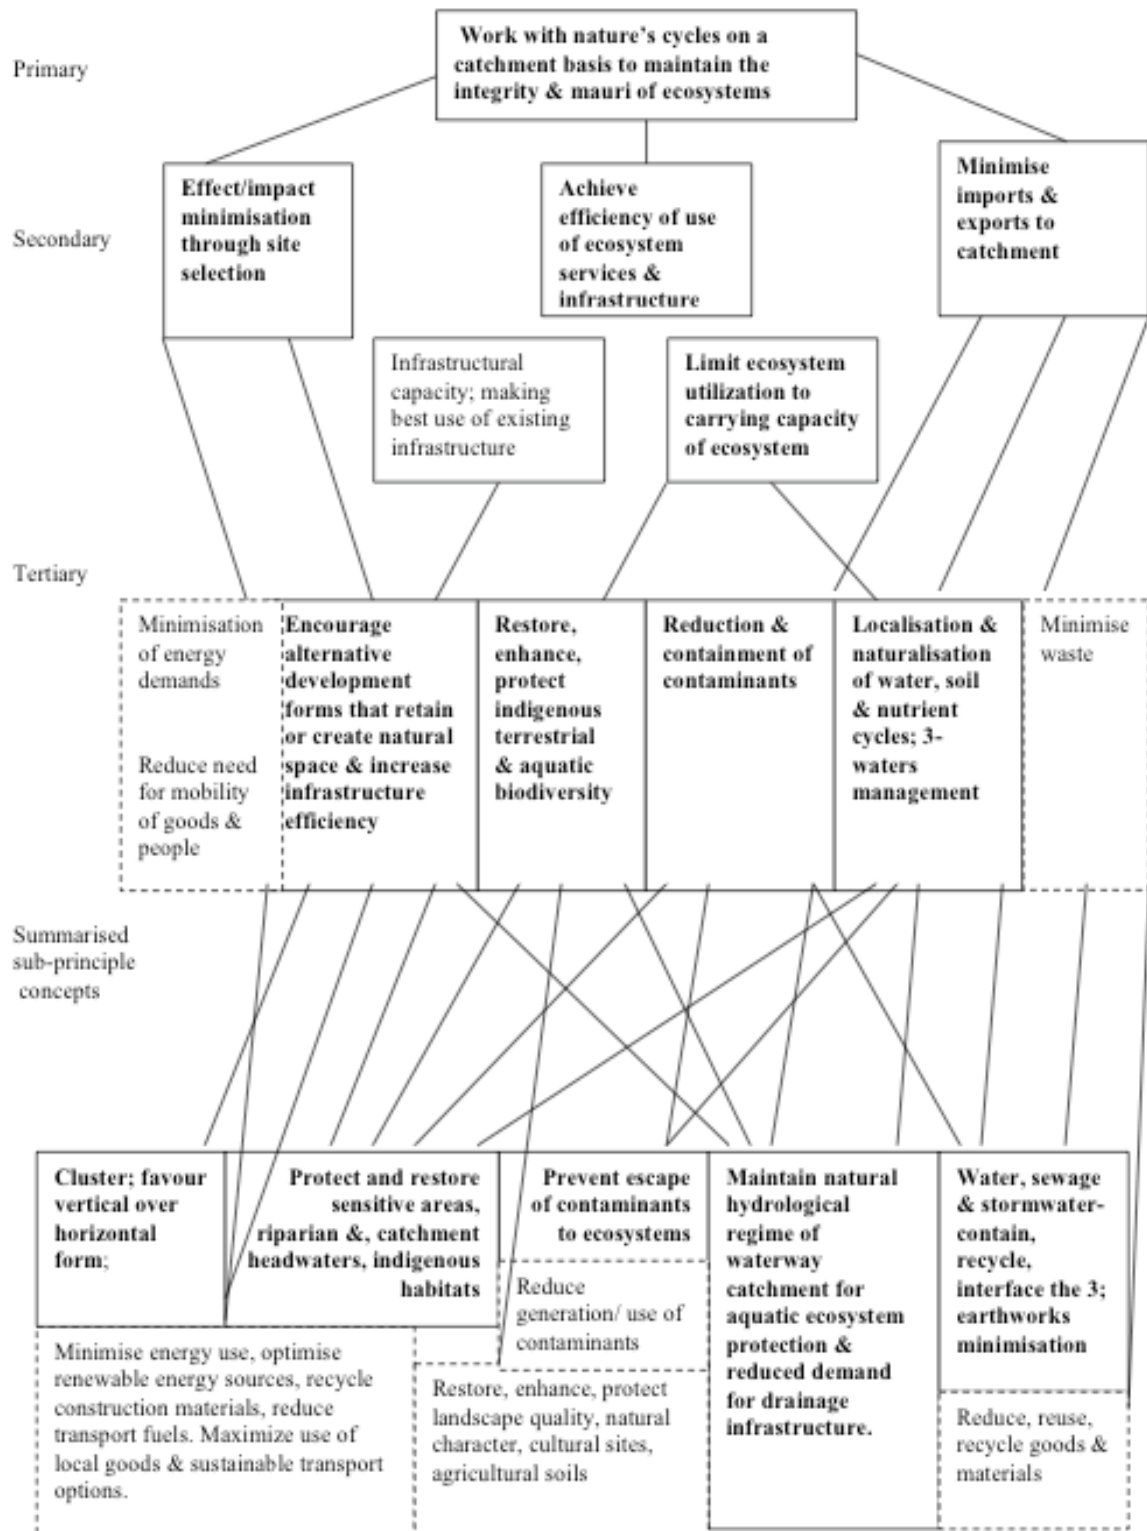 Primary
Work with nature's cycles on a
catchment basis to maintain the
integrity & mauri of ecosystems
Secondary
Effect/impact
minimisation
through site
selection
Achieve
efficiency of use
of ecosystem
services &
infrastructure
Minimise
imports &
exports to
catchment
Infrastructural
capacity; making
best use of existing
infrastructure
Limit ecosystem
utilization to
carrying capacity
of ecosystem
Tertiary
Minimisation
of energy
demands
Reduce need
for mobility
of goods &
people
Encourage
alternative
development
forms that retain
or create natural
space & increase
infrastructure
efficiency
Restore,
enhance,
protect
indigenous
terrestrial
& aquatic
biodiversity
Reduction &
containment of
contaminants
Localisation &
naturalisation
of water, soil
& nutrient
cycles; 3-
waters
management
Minimise
waste
Summarised
sub-principle
concepts
Cluster; favour
vertical over
horizontal
form;
Protect and restore
sensitive areas,
riparian &, catchment
headwaters, indigenous
habitats
Prevent escape
of contaminants
to ecosystems
Reduce
generation/ use of
contaminants
Maintain natural
hydrological
regime of
waterway
catchment for
aquatic ecosystem
protection &
reduced demand
for drainage
infrastructure.
Water, sewage
& stormwater-
contain,
recycle,
interface the 3;
earthworks
minimisation
Minimise energy use, optimise
renewable energy sources, recycle
construction materials, reduce
transport fuels. Maximize use of
local goods & sustainable transport
options.
Restore, enhance, protect
landscape quality, natural
character, cultural sites,
agricultural soils
Reduce, reuse,
recycle goods &
materials